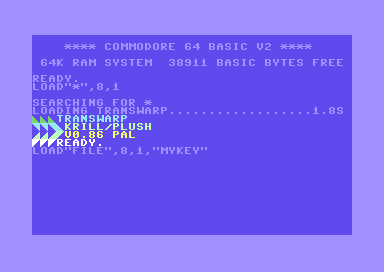 **** COMMODORE 64 BASIC V2 ****
64K RAM SYSTEM  38911 BASIC BYTES FREE
READY.
LOAD"*",8,1
SEARCHING FOR *
LOADING TRANSWARP..................1.8S
TRANSWARP
KRILL/PLUSH
V0.86 PAL
READY.
LOAD"FILE",8,1,"MYKEY"